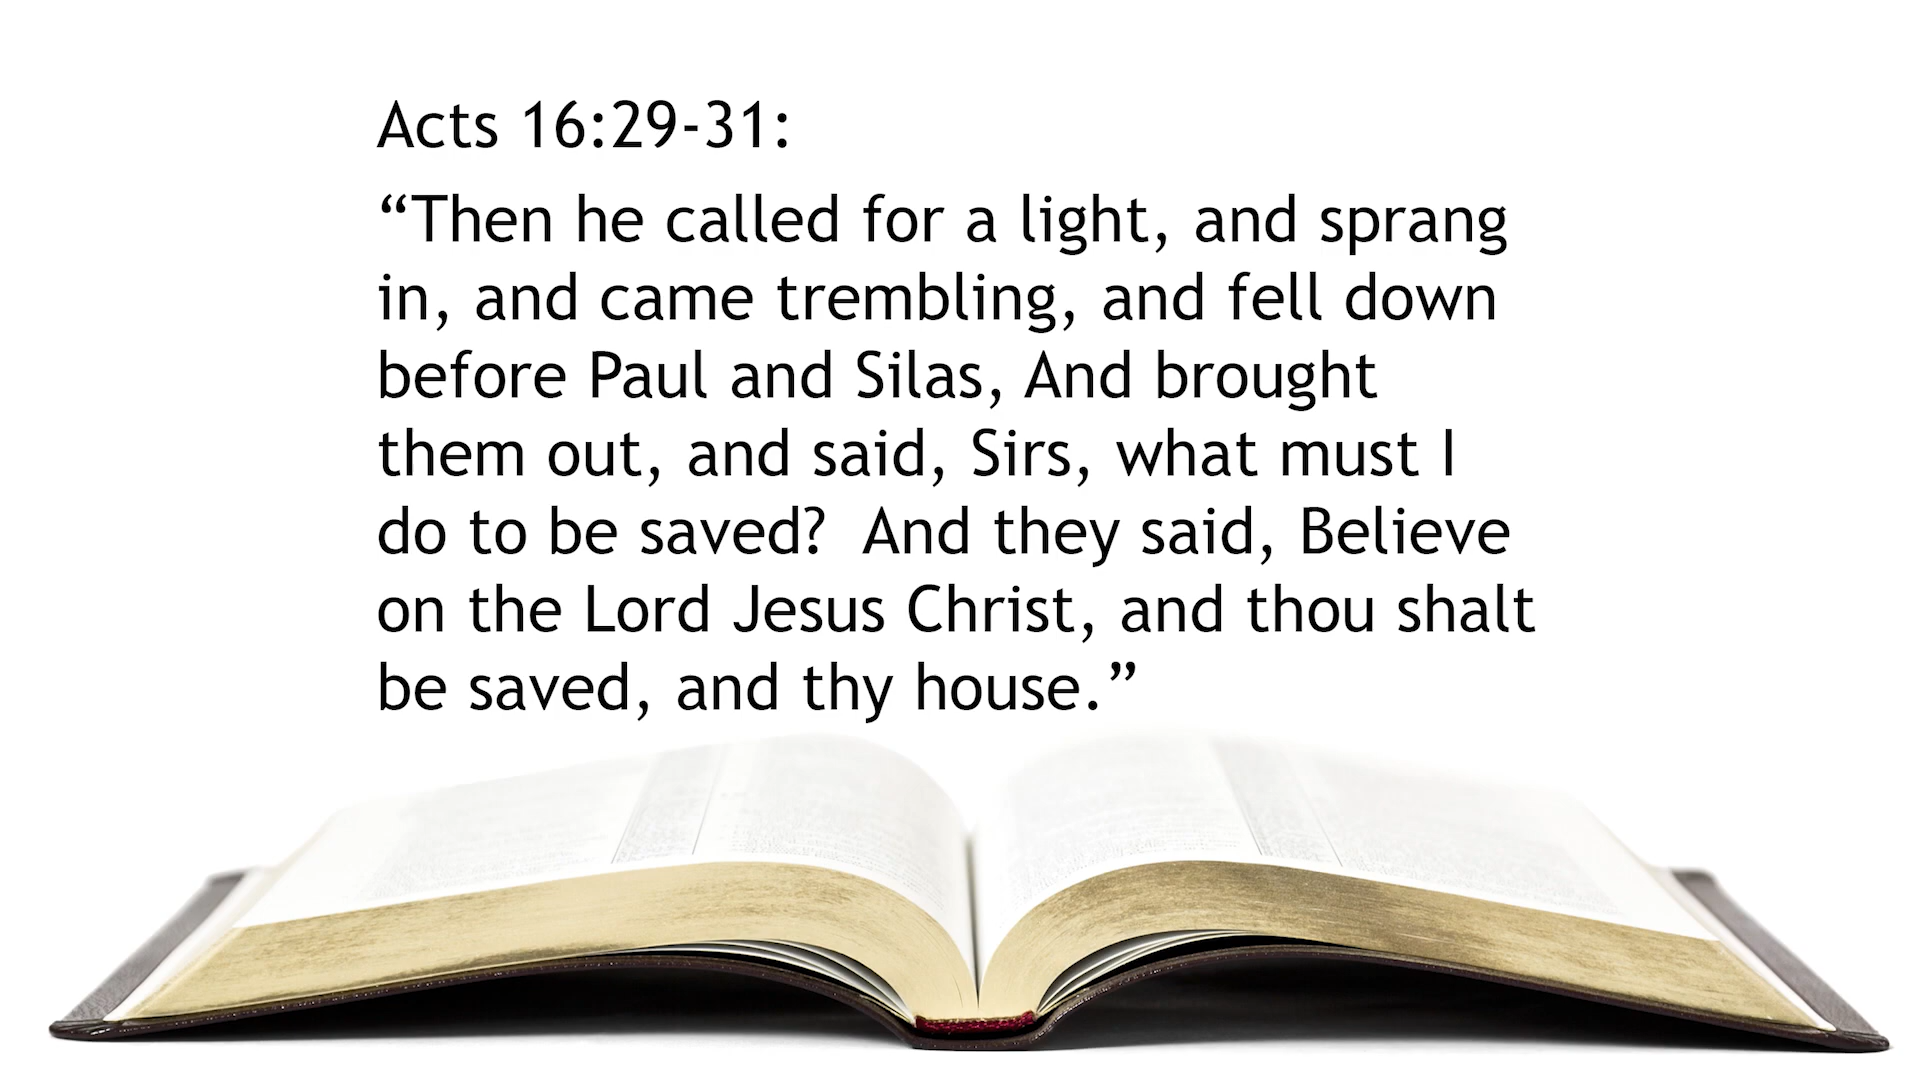 Acts 16:29-31:
“Then he called for a light, and sprang
in, and came trembling, and fell down
before Paul and Silas, And brought
them out, and said, Sirs, what must I
do to be saved?  And they said, Believe
on the Lord Jesus Christ, and thou shalt
be saved, and thy house.”